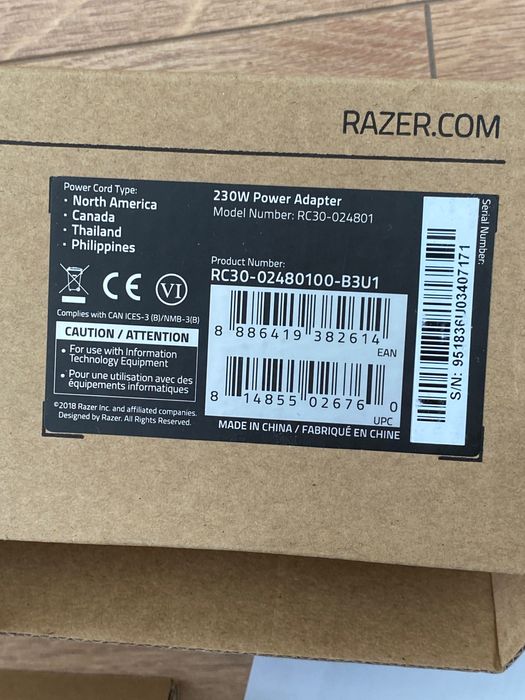 RAZER.COM
Power Cord Type:
· North America
· Canada
· Thailand
· Philippines
230W Power Adapter
Model Number: RC30-024801
Product Number:
RC30-02480100-B3U1
CE VI
Complies with CAN ICES-3 (B)/NMB-3(B)
CAUTION / ATTENTION
• For use with Information
Technology Equipment
• Pour une utilisation avec des
équipements informatiques
©2018 Razer Inc. and affiliated companies.
Designed by Razer. All Rights Reserved.
8 886419 382614
EAN
8 14855 02676 0
UPC
MADE IN CHINA / FABRIQUÉ EN CHINE
Serial Number:
S/N: 951836U03407171